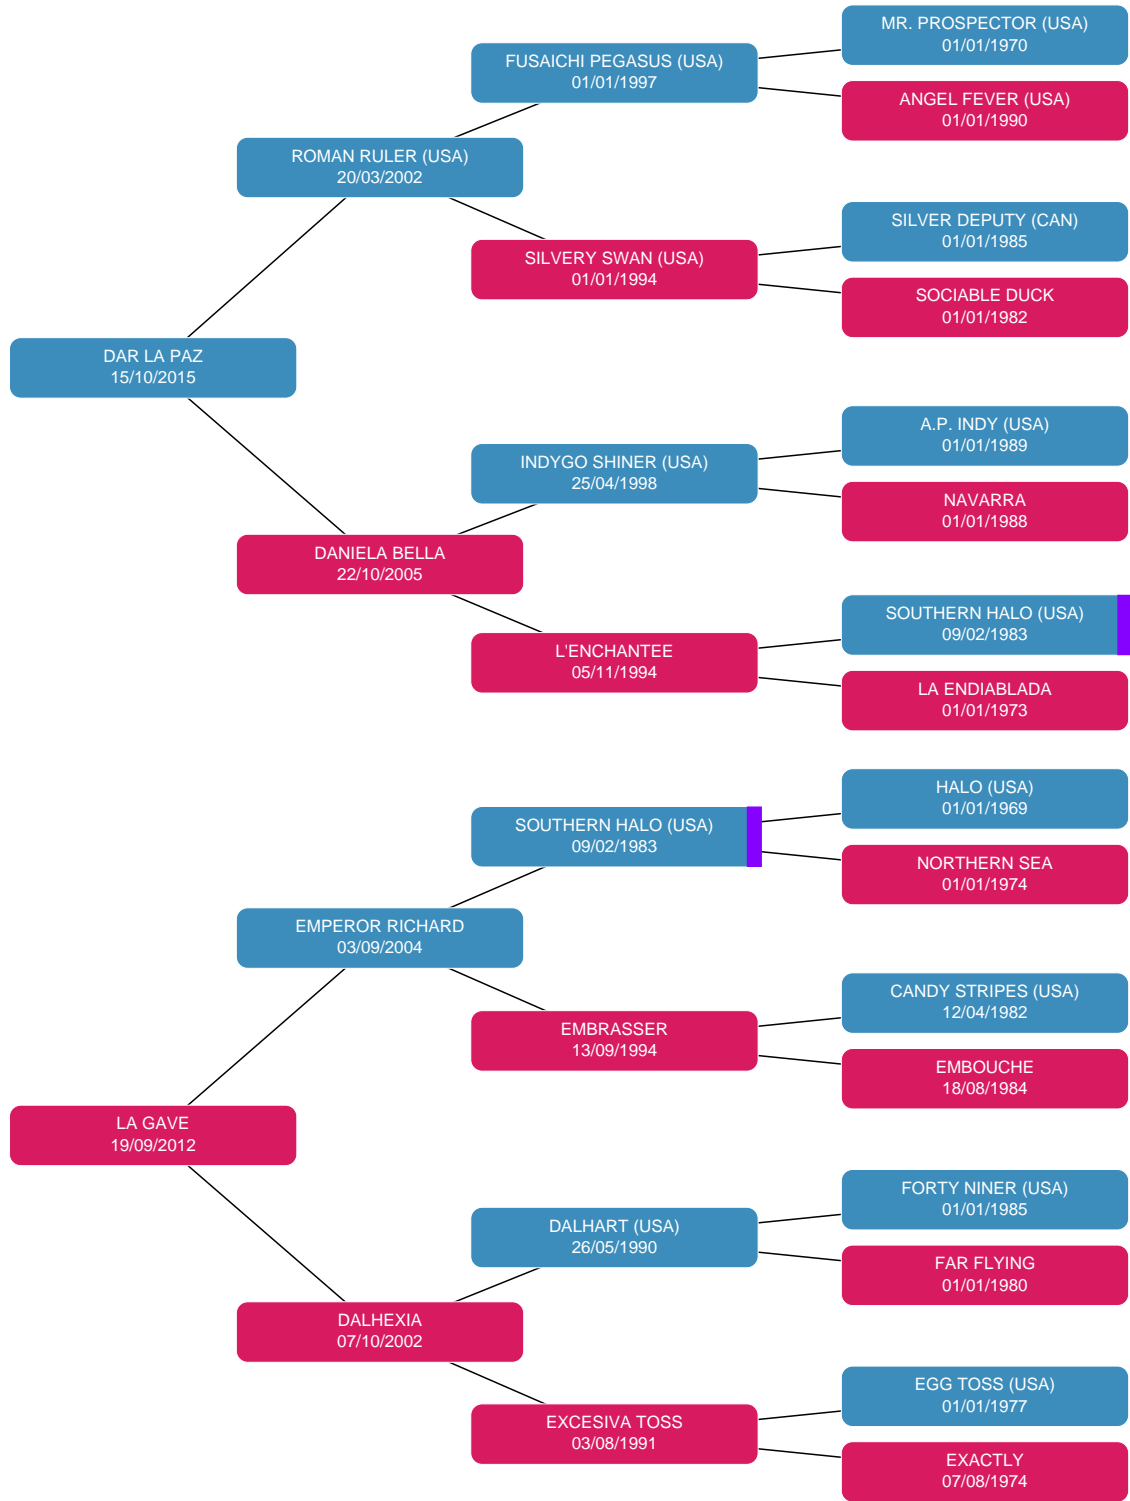 MR. PROSPECTOR (USA)
01/01/1970
FUSAICHI PEGASUS (USA)
01/01/1997
ANGEL FEVER (USA)
01/01/1990
ROMAN RULER (USA)
20/03/2002
SILVER DEPUTY (CAN)
01/01/1985
SILVERY SWAN (USA)
01/01/1994
SOCIABLE DUCK
01/01/1982
DAR LA PAZ
15/10/2015
A.P. INDY (USA)
01/01/1989
INDYGO SHINER (USA)
25/04/1998
NAVARRA
01/01/1988
DANIELA BELLA
22/10/2005
SOUTHERN HALO (USA)
09/02/1983
L'ENCHANTEE
05/11/1994
LA ENDIABLADA
01/01/1973
HALO (USA)
01/01/1969
SOUTHERN HALO (USA)
09/02/1983
NORTHERN SEA
01/01/1974
EMPEROR RICHARD
03/09/2004
CANDY STRIPES (USA)
12/04/1982
EMBRASSER
13/09/1994
EMBOUCHE
18/08/1984
LA GAVE
19/09/2012
FORTY NINER (USA)
01/01/1985
DALHART (USA)
26/05/1990
FAR FLYING
01/01/1980
DALHEXIA
07/10/2002
EGG TOSS (USA)
01/01/1977
EXCESIVA TOSS
03/08/1991
EXACTLY
07/08/1974